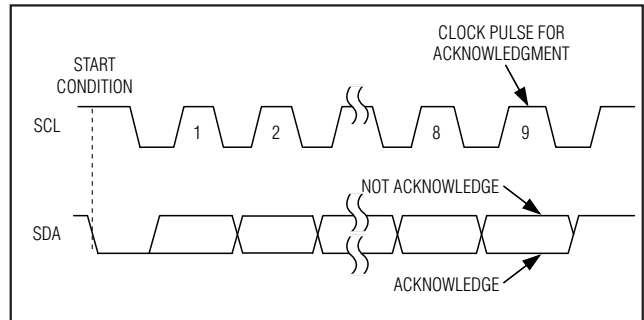 CLOCK PULSE FOR
ACKNOWLEDGMENT
START
CONDITION
SCL
1
2
8
9
NOT ACKNOWLEDGE
SDA
ACKNOWLEDGE